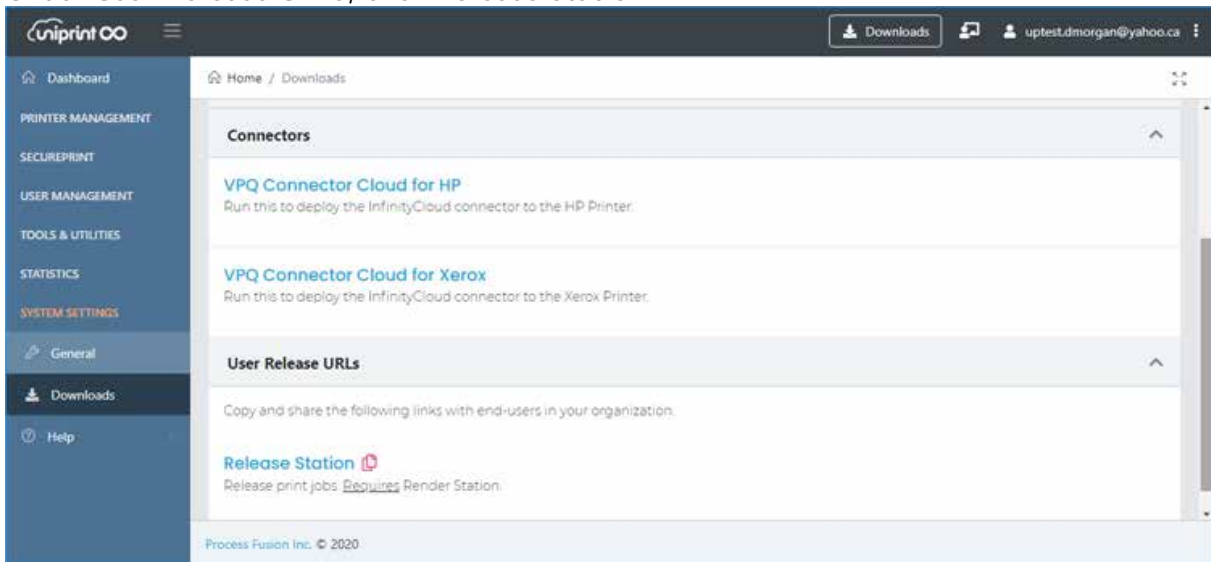 uniprint
Downloads
uptest.dmorgan@yahoo.ca
Dashboard
Home / Downloads
PRINTER MANAGEMENT
SECUREPRINT
USER MANAGEMENT
TOOLS & UTILITIES
STATISTICS
SYSTEM SETTINGS
General
Downloads
Help
Connectors
VPQ Connector Cloud for HP
Run this to deploy the InfinityCloud connector to the HP Printer.
VPQ Connector Cloud for Xerox
Run this to deploy the InfinityCloud connector to the Xerox Printer.
User Release URLs
Copy and share the following links with end-users in your organization.
Release Station
Release print jobs. Requires Render Station.
Process Fusion Inc. © 2020